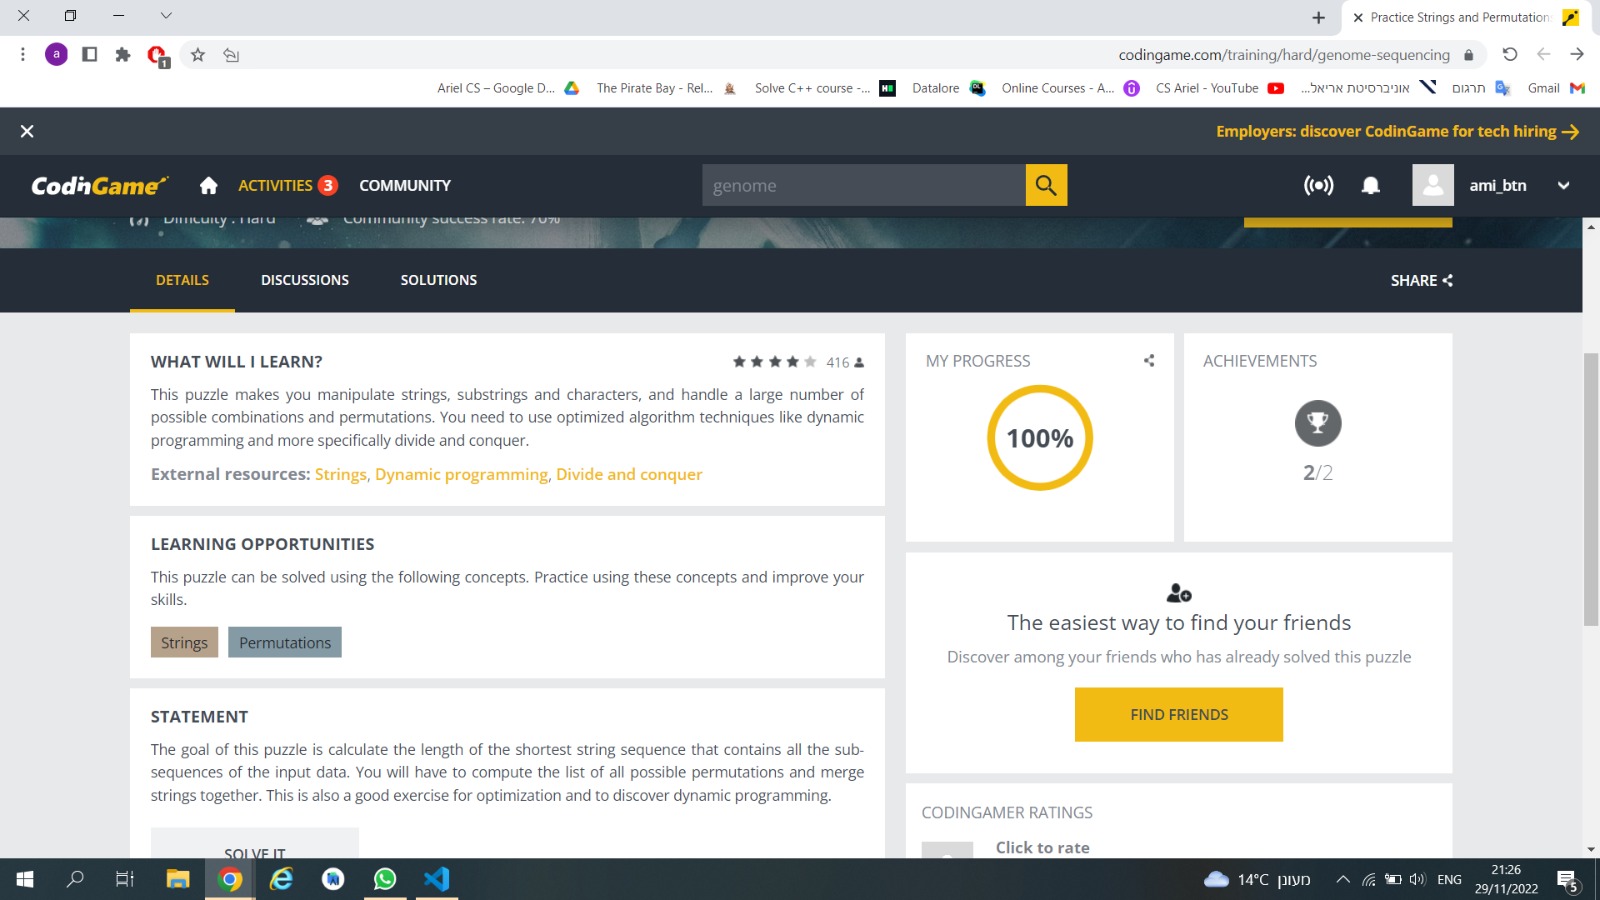 Practice Strings and Permutation
a
1
codingame.com/training/hard/genome-sequencing
Ariel CS – Google D...
The Pirate Bay - Rel...
Solve C++ course -...
Datalore
Online Courses - A...
CS Ariel - YouTube
אוניברסיטת אריאל...
תרגום
Gmail
Employers: discover CodinGame for tech hiring
CodinGame
ACTIVITIES 3
COMMUNITY
genome
ami_btn
Difficulty : Hard
Community success rate: 70%
DETAILS
DISCUSSIONS
SOLUTIONS
SHARE
WHAT WILL I LEARN?
416
This puzzle makes you manipulate strings, substrings and characters, and handle a large number of
possible combinations and permutations. You need to use optimized algorithm techniques like dynamic
programming and more specifically divide and conquer.
External resources: Strings, Dynamic programming, Divide and conquer
LEARNING OPPORTUNITIES
This puzzle can be solved using the following concepts. Practice using these concepts and improve your
skills.
Strings
Permutations
STATEMENT
The goal of this puzzle is calculate the length of the shortest string sequence that contains all the sub-
sequences of the input data. You will have to compute the list of all possible permutations and merge
strings together. This is also a good exercise for optimization and to discover dynamic programming.
SOLVE IT
MY PROGRESS
100%
ACHIEVEMENTS
2/2
The easiest way to find your friends
Discover among your friends who has already solved this puzzle
FIND FRIENDS
CODINGAMER RATINGS
Click to rate
14°C מעונן
ENG
21:26
29/11/2022
5